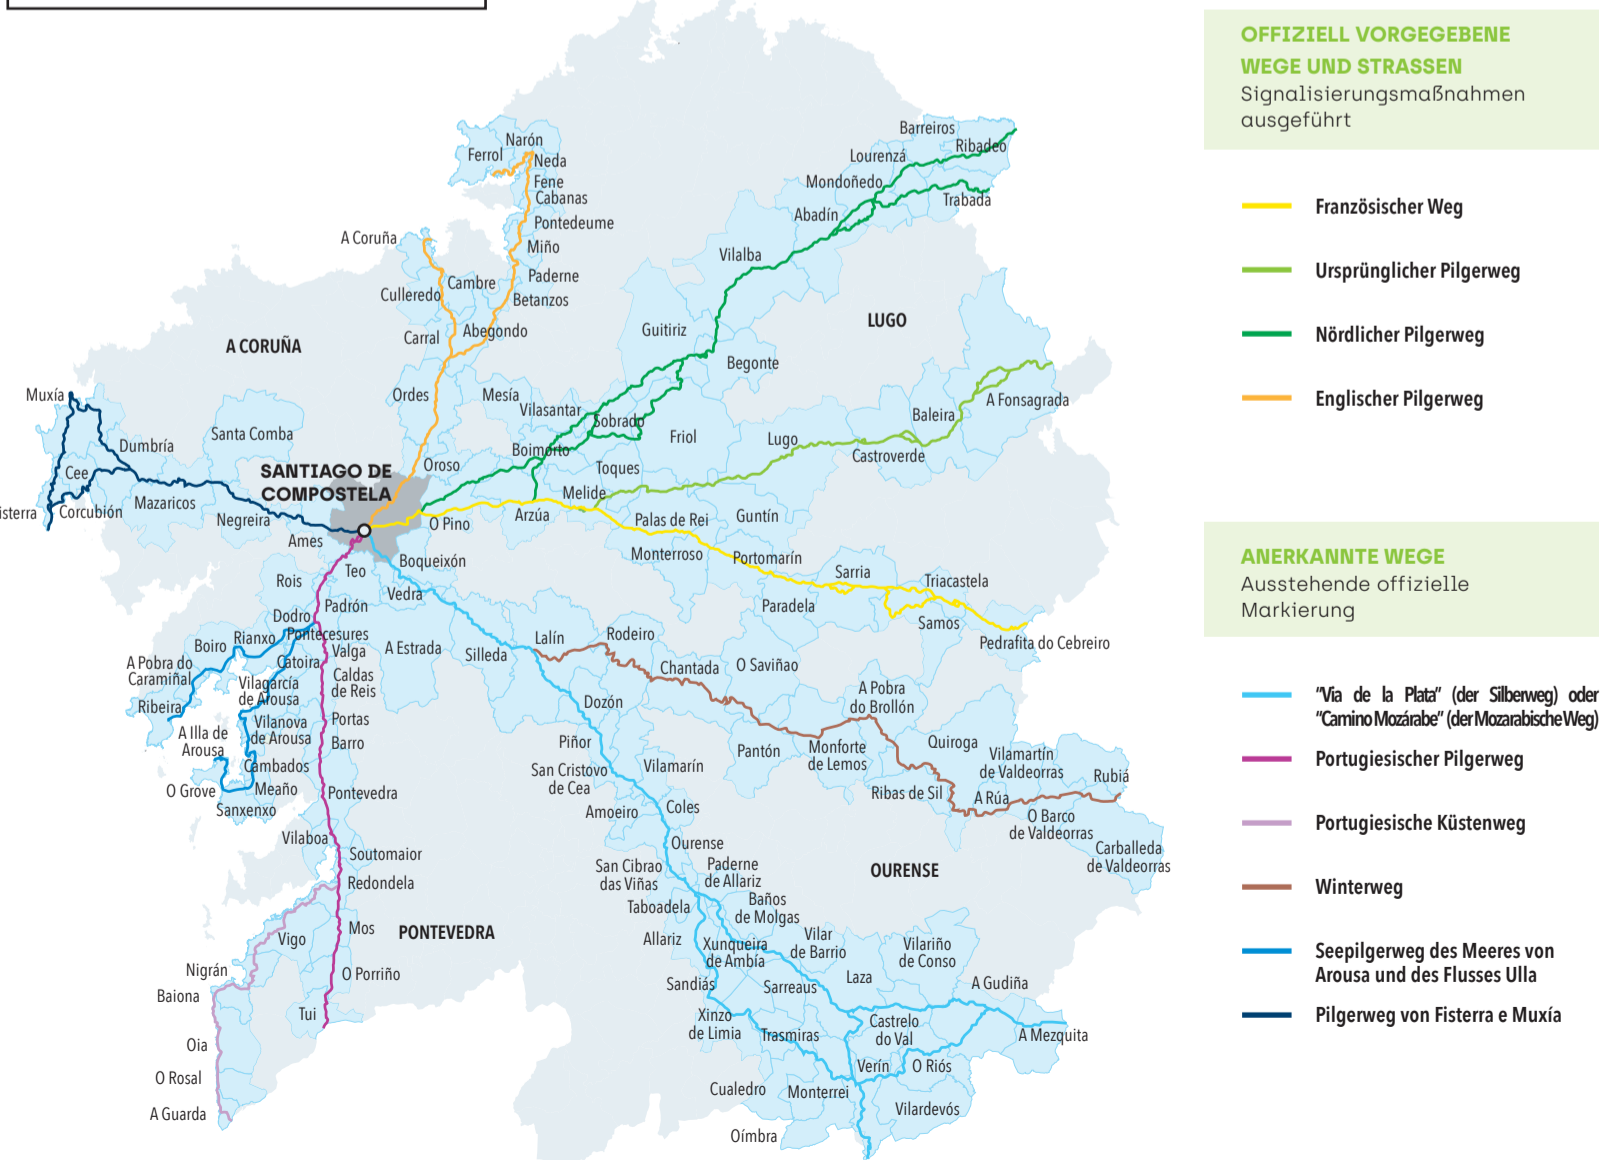 OFFIZIELL VORGEGEBENE
WEGE UND STRASSEN
Signalisierungsmaßnahmen
ausgeführt
Französischer Weg
Ursprünglicher Pilgerweg
Nördlicher Pilgerweg
Englischer Pilgerweg
ANERKANNTE WEGE
Ausstehende offizielle
Markierung
"Via de la Plata" (der Silberweg) oder
"Camino Mozárabe" (der Mozarabische Weg)
Portugiesischer Pilgerweg
Portugiesische Küstenweg
Winterweg
Seepilgerweg des Meeres von
Arousa und des Flusses Ulla
Pilgerweg von Fisterra e Muxía
Narón
Ferrol
Neda
Fene
Cabanas
Pontedeume
Miño
Paderne
Betanzos
A Coruña
Cambre
Culleredo
Abegondo
Carral
Ordes
Mesía
Oroso
A CORUÑA
Barreiros
Ribadeo
Lourenzá
Mondoñedo
Trabada
Abadín
Vilalba
LUGO
Guitiriz
Begonte
Vilasantar
Sobrado
Friol
Boimorto
Toques
Melide
Lugo
Baleira
A Fonsagrada
Castroverde
Muxía
Dumbría
Santa Comba
Cee
isterra
Corcubión
Mazaricos
Negreira
Ames
SANTIAGO DE
COMPOSTELA
O Pino
Arzúa
Palas de Rei
Guntín
Monterroso
Portomarín
Sarria
Triacastela
Paradela
Samos
Pedrafita do Cebreiro
Boqueixón
Teo
Vedra
Rois
Padrón
Dodro
Pontecesures
Rianxo
Boiro
Valga
Catoira
A Pobra do
Caramiñal
Caldas
de Reis
Vilagarcía
de Arousa
Ribeira
Portas
Vilanova
de Arousa
A Illa de
Arousa
Barro
Cambados
O Grove
Meaño
Pontevedra
Sanxenxo
Vilaboa
Soutomaior
Redondela
Mos
Vigo
PONTEVEDRA
Nigrán
O Porriño
Baiona
Tui
Oia
O Rosal
A Guarda
A Estrada
Silleda
Lalín
Rodeiro
Chantada
O Saviñao
Dozón
A Pobra
do Brollón
Piñor
Pantón
Monforte
de Lemos
Quiroga
Vilamartín
de Valdeorras
Rubiá
San Cristovo
de Cea
Vilamarín
Ribas de Sil
A Rúa
O Barco
de Valdeorras
Amoeiro
Coles
Carballeda
de Valdeorras
Ourense
OURENSE
San Cibrao
das Viñas
Paderne
de Allariz
Taboadela
Baños
de Molgas
Allariz
Xunqueira
de Ambía
Vilar
de Barrio
Vilariño
de Conso
Sandiás
Sarreaus
Laza
A Gudiña
Xinzo
de Limia
Trasmiras
Castrelo
do Val
A Mezquita
Verín
O Riós
Cualedro
Monterrei
Vilardevós
Oímbra